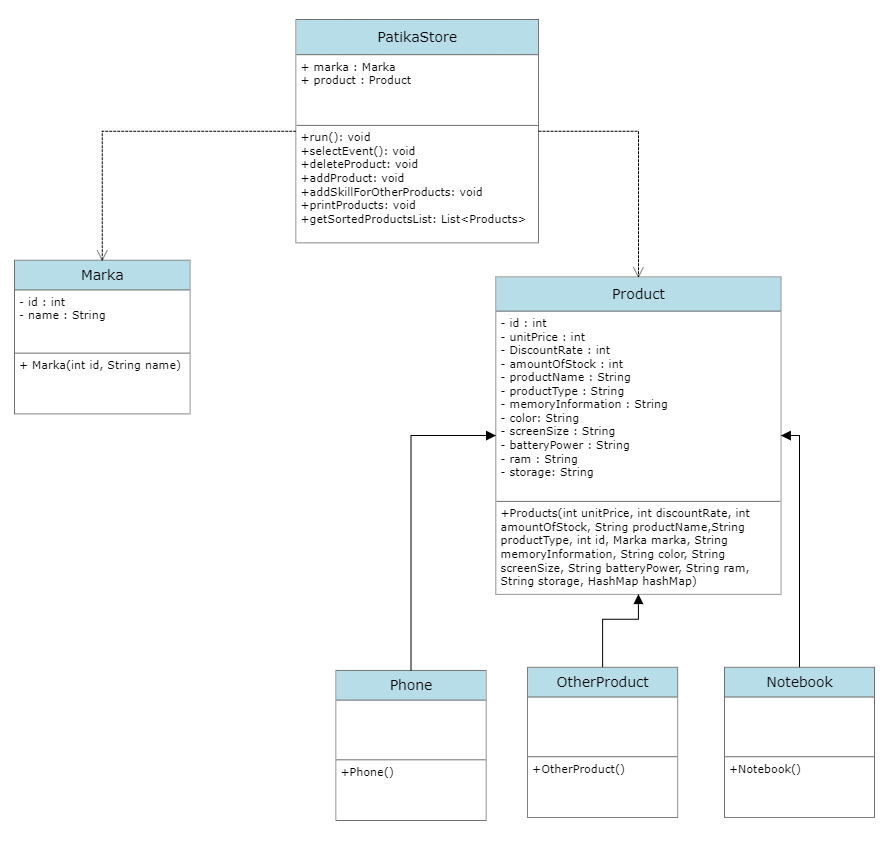 PatikaStore
+ marka : Marka
+ product : Product
+run(): void
+selectEvent(): void
+deleteProduct: void
+addProduct: void
+addSkillForOtherProducts: void
+printProducts: void
+getSortedProductsList: List<Products>
Marka
- id : int
- name : String
+ Marka(int id, String name)
Product
- id : int
- unitPrice : int
- DiscountRate : int
- amountOfStock : int
- productName : String
- productType : String
- memoryInformation : String
- color: String
- screenSize : String
- batteryPower : String
- ram : String
- storage: String
+Products(int unitPrice, int discountRate, int
amountOfStock, String productName,String
productType, int id, Marka marka, String
memoryInformation, String color, String
screenSize, String batteryPower, String ram,
String storage, HashMap hashMap)
Phone
+Phone()
OtherProduct
+OtherProduct()
Notebook
+Notebook()